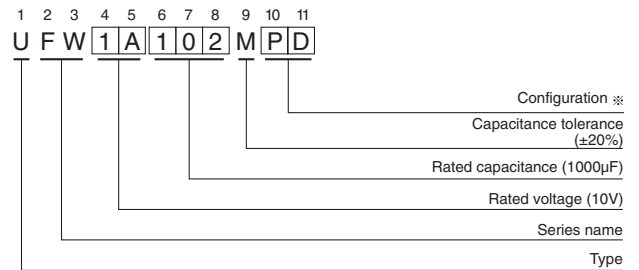 1 2 3 4 5 6 7 8 9 10 11
U F W 1 A 1 0 2 M P D
Configuration ※
Capacitance tolerance
(±20%)
Rated capacitance (1000µF)
Rated voltage (10V)
Series name
Type